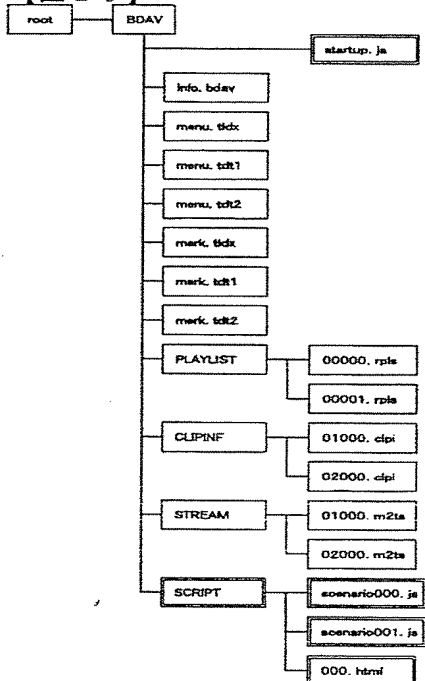 root
BDAV
startup. js
info. bdav
menu. tidx
menu. tdt1
menu. tdt2
mark. tidx
mark. tdt1
mark. tdt2
PLAYLIST
00000. rpls
00001. rpls
CLIPINF
01000. clpi
02000. clpi
STREAM
01000. m2ts
02000. m2ts
SCRIPT
scenario000. js
scenario001. js
000. html